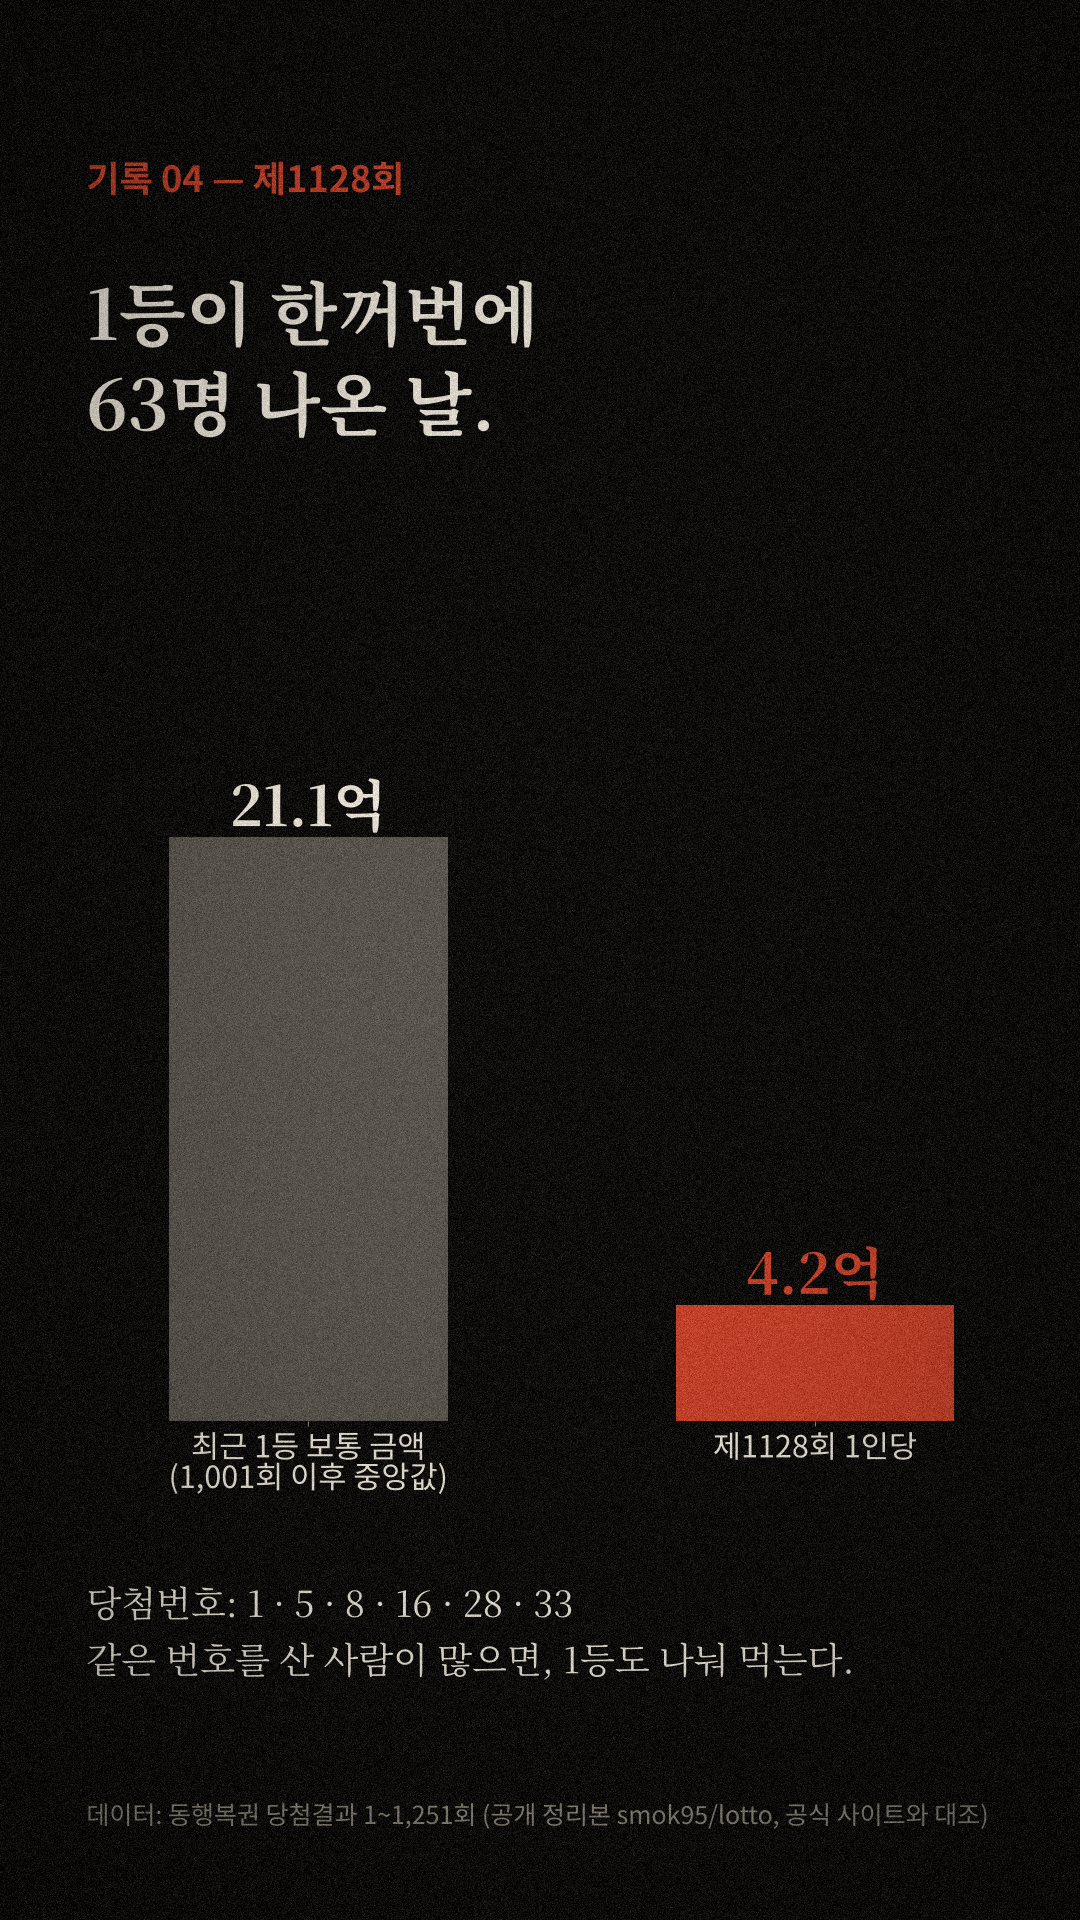 기록 04 — 제1128회
1등이 한꺼번에
63명 나온 날.
21.1억
4.2억
최근 1등 보통 금액
(1,001회 이후 중앙값)
제1128회 1인당
당첨번호: 1 · 5 · 8 · 16 · 28 · 33
같은 번호를 산 사람이 많으면, 1등도 나눠 먹는다.
데이터: 동행복권 당첨결과 1~1,251회 (공개 정리본 smok95/lotto, 공식 사이트와 대조)